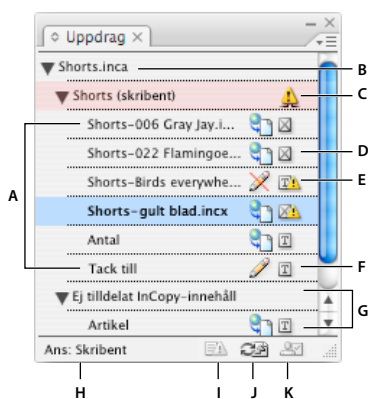 Uppdrag
Shorts.inca
B
Shorts (skribent)
C
Shorts-006 Gray Jay.i...
Shorts-022 Flamingoe...
D
Shorts-Birds everywhe...
E
A
Shorts-gult blad.incx
Antal
Tack till
F
Ej tilldelat InCopy-innehåll
G
Artikel
Ans: Skribent
H I J K